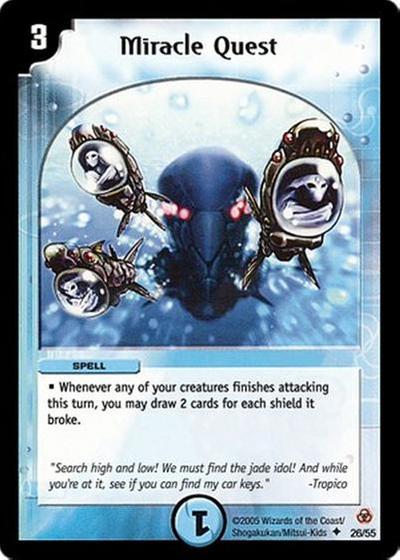 3
Miracle Quest
SPELL
▪ Whenever any of your creatures finishes attacking
this turn, you may draw 2 cards for each shield it
broke.
"Search high and low! We must find the jade idol! And while
you're at it, see if you can find my car keys." -Tropico
1
©2005 Wizards of the Coast/
Shogakukan/Mitsui-Kids ✦ 26/55